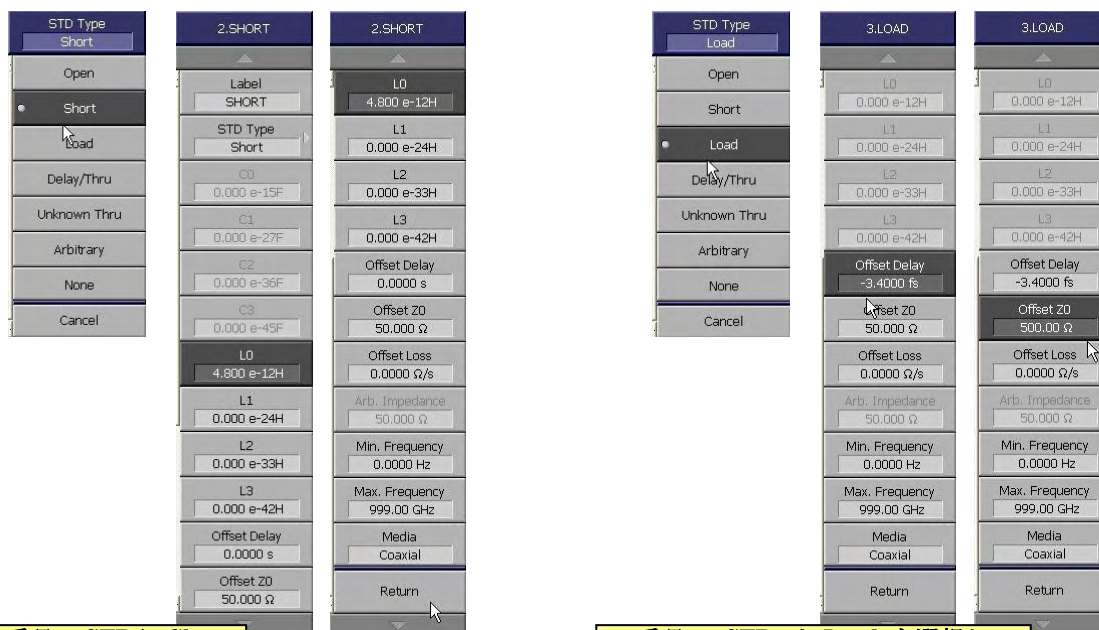 STD Type
Short
Open
Short
Load
Delay/Thru
Unknown Thru
Arbitrary
None
Cancel
2.SHORT
Label
SHORT
STD Type
Short
C0
0.000 e-15F
C1
0.000 e-27F
C2
0.000 e-36F
C3
0.000 e-45F
L0
4.800 e-12H
L1
0.000 e-24H
L2
0.000 e-33H
L3
0.000 e-42H
Offset Delay
0.0000 s
Offset Z0
50.000 Ω
2.SHORT
L0
4.800 e-12H
L1
0.000 e-24H
L2
0.000 e-33H
L3
0.000 e-42H
Offset Delay
0.0000 s
Offset Z0
50.000 Ω
Offset Loss
0.0000 Ω/s
Arb. Impedance
50.000 Ω
Min. Frequency
0.0000 Hz
Max. Frequency
999.00 GHz
Media
Coaxial
Return
STD Type
Load
Open
Short
Load
Delay/Thru
Unknown Thru
Arbitrary
None
Cancel
3.LOAD
L0
0.000 e-12H
L1
0.000 e-24H
L2
0.000 e-33H
L3
0.000 e-42H
Offset Delay
-3.4000 fs
Offset Z0
50.000 Ω
Offset Loss
0.0000 Ω/s
Arb. Impedance
50.000 Ω
Min. Frequency
0.0000 Hz
Max. Frequency
999.00 GHz
Media
Coaxial
Return
3.LOAD
L0
0.000 e-12H
L1
0.000 e-24H
L2
0.000 e-33H
L3
0.000 e-42H
Offset Delay
-3.4000 fs
Offset Z0
500.00 Ω
Offset Loss
0.0000 Ω/s
Arb. Impedance
50.000 Ω
Min. Frequency
0.0000 Hz
Max. Frequency
999.00 GHz
Media
Coaxial
Return